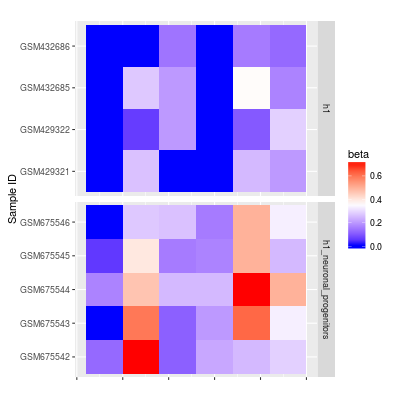 GSM432686
GSM432685
GSM429322
GSM429321
h1
GSM675546
GSM675545
GSM675544
GSM675543
GSM675542
h1_neuronal_progenitors
Sample ID
beta
0.6
0.4
0.2
0.0